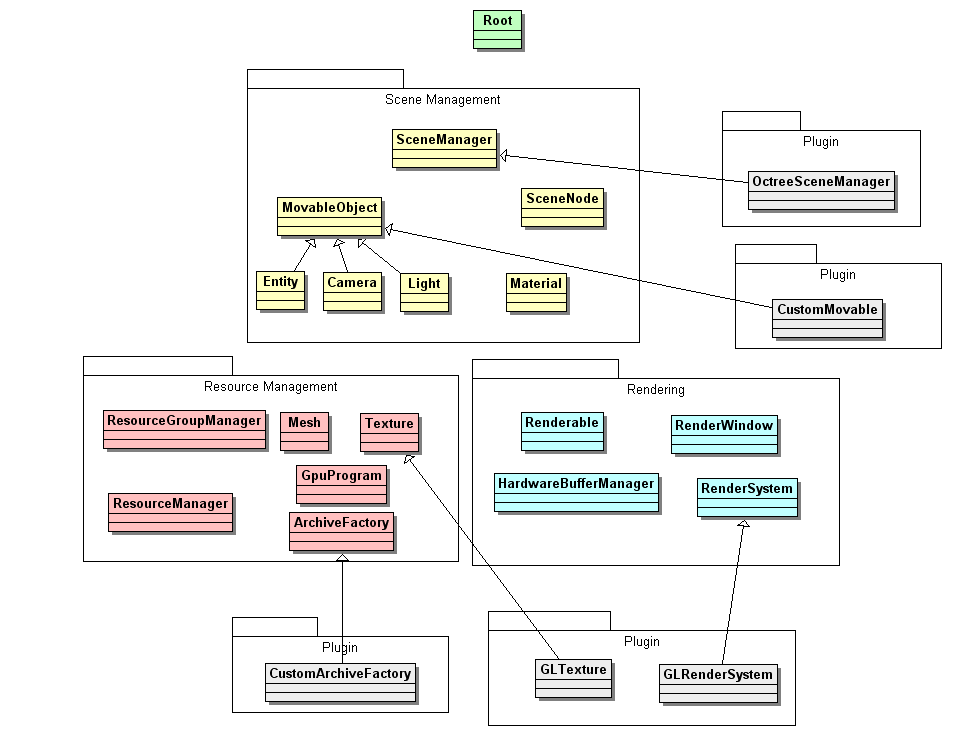 Root
Scene Management
SceneManager
Plugin
OctreeSceneManager
MovableObject
SceneNode
Plugin
Entity
Camera
Light
Material
CustomMovable
Resource Management
Rendering
ResourceGroupManager
Mesh
Texture
Renderable
RenderWindow
GpuProgram
HardwareBufferManager
RenderSystem
ResourceManager
ArchiveFactory
Plugin
Plugin
CustomArchiveFactory
GLTexture
GLRenderSystem